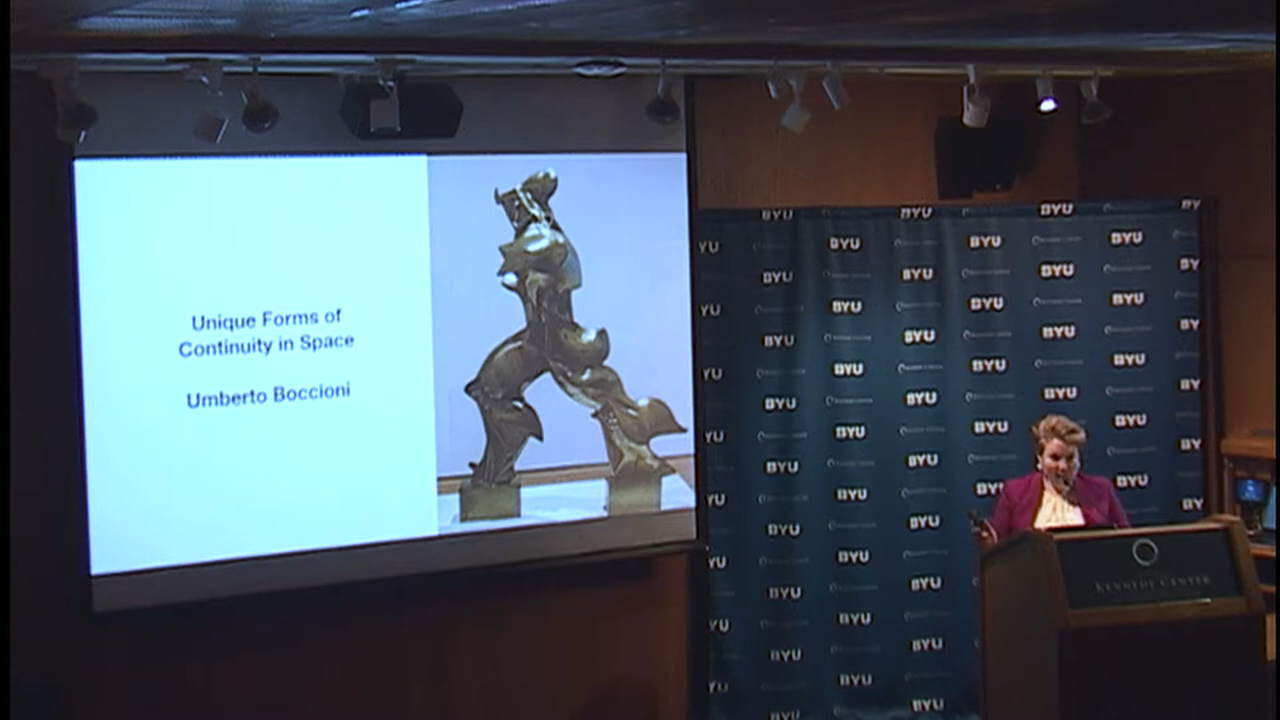 Unique Forms of
Continuity in Space
Umberto Boccioni
BYU
KENNEDY CENTER